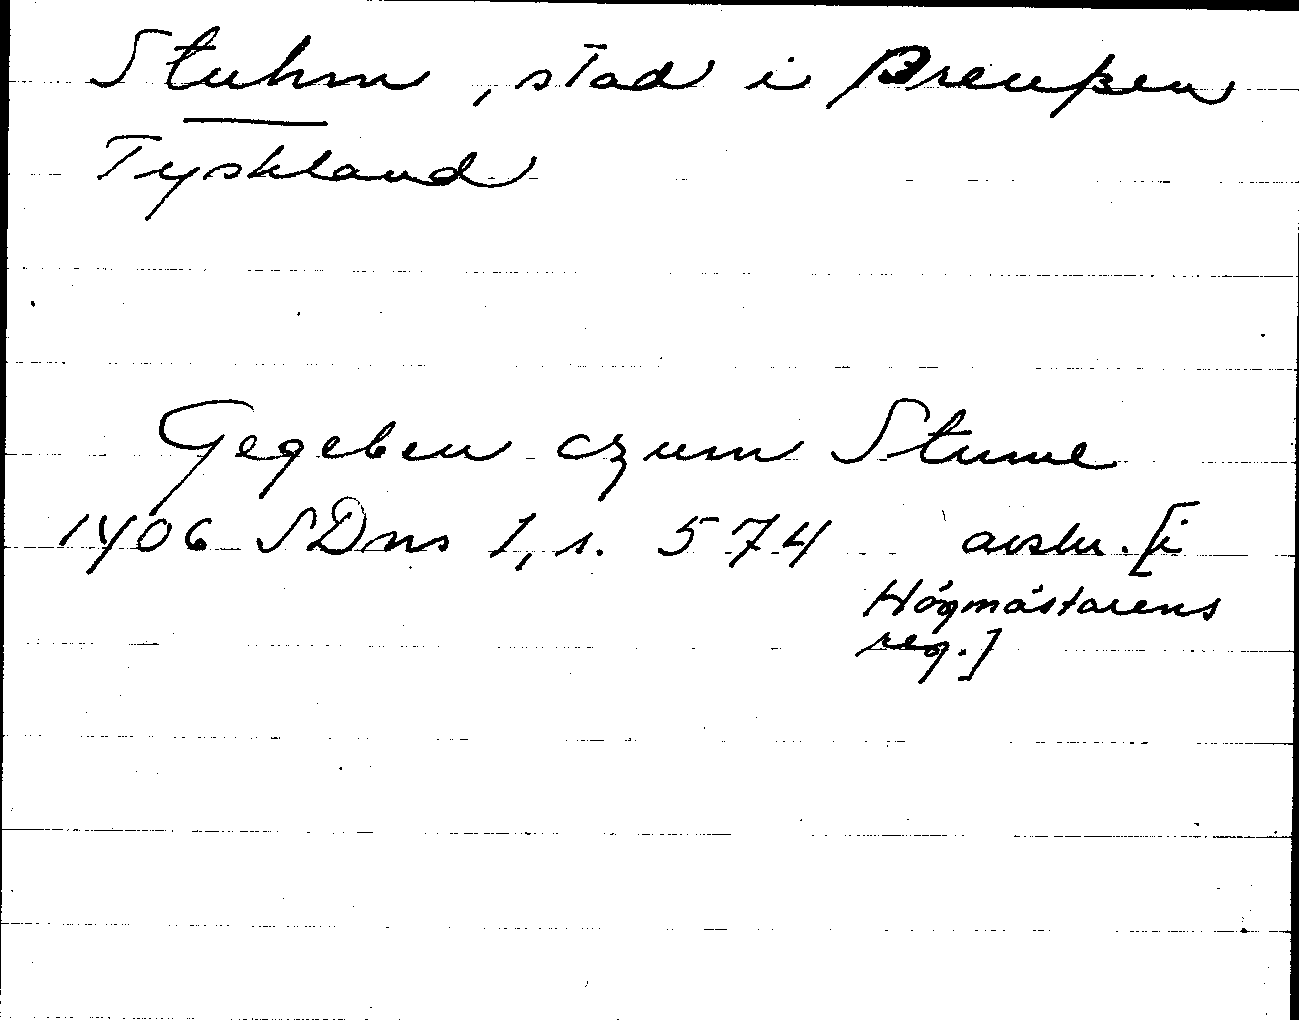 Stuhm, stad i Preußen
Tyskland
Gegeben czum Stume
1406 SDns 1, s. 574 avskr. [i
Högmästarens
reg.]